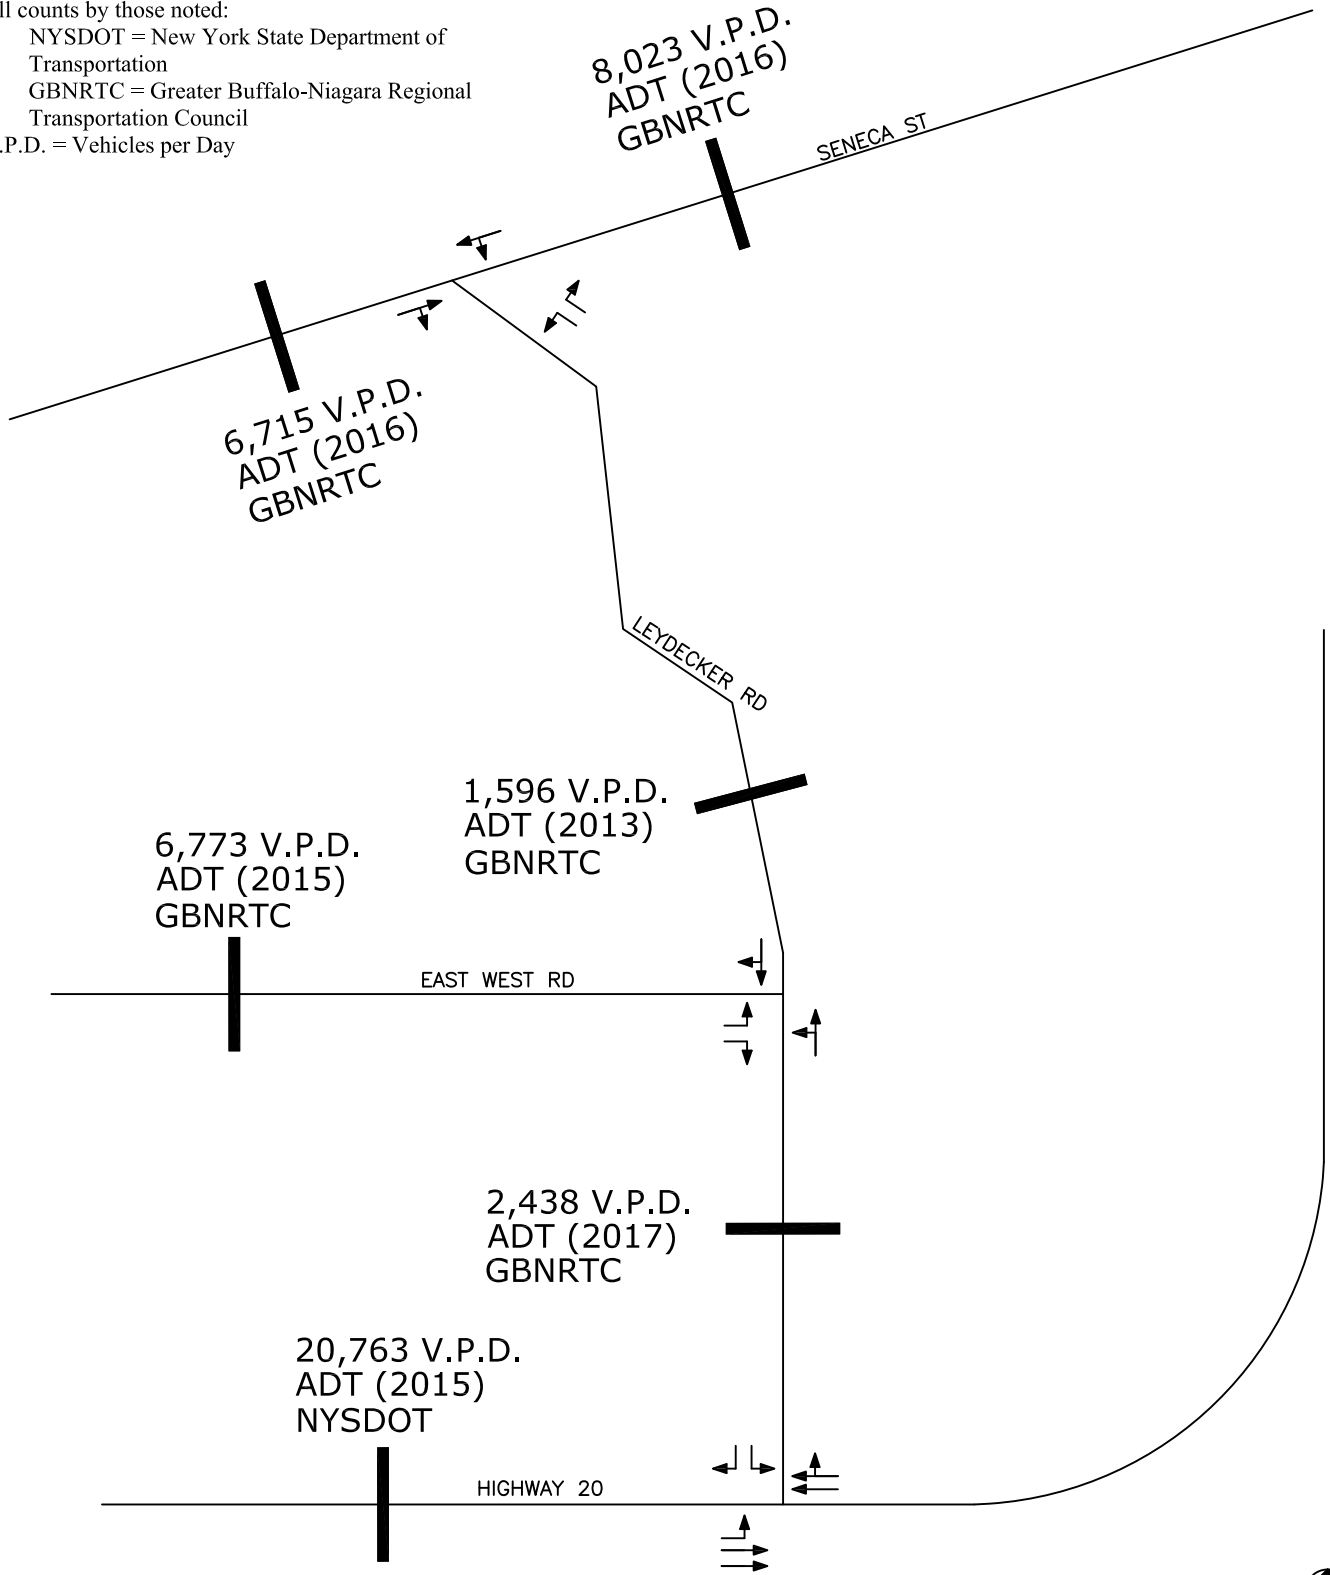 ll counts by those noted:
NYSDOT = New York State Department of
Transportation
GBNRTC = Greater Buffalo-Niagara Regional
Transportation Council
.P.D. = Vehicles per Day
8,023 V.P.D.
ADT (2016)
GBNRTC
SENECA ST
6,715 V.P.D.
ADT (2016)
GBNRTC
LEYDECKER RD
1,596 V.P.D.
ADT (2013)
GBNRTC
6,773 V.P.D.
ADT (2015)
GBNRTC
EAST WEST RD
2,438 V.P.D.
ADT (2017)
GBNRTC
20,763 V.P.D.
ADT (2015)
NYSDOT
HIGHWAY 20